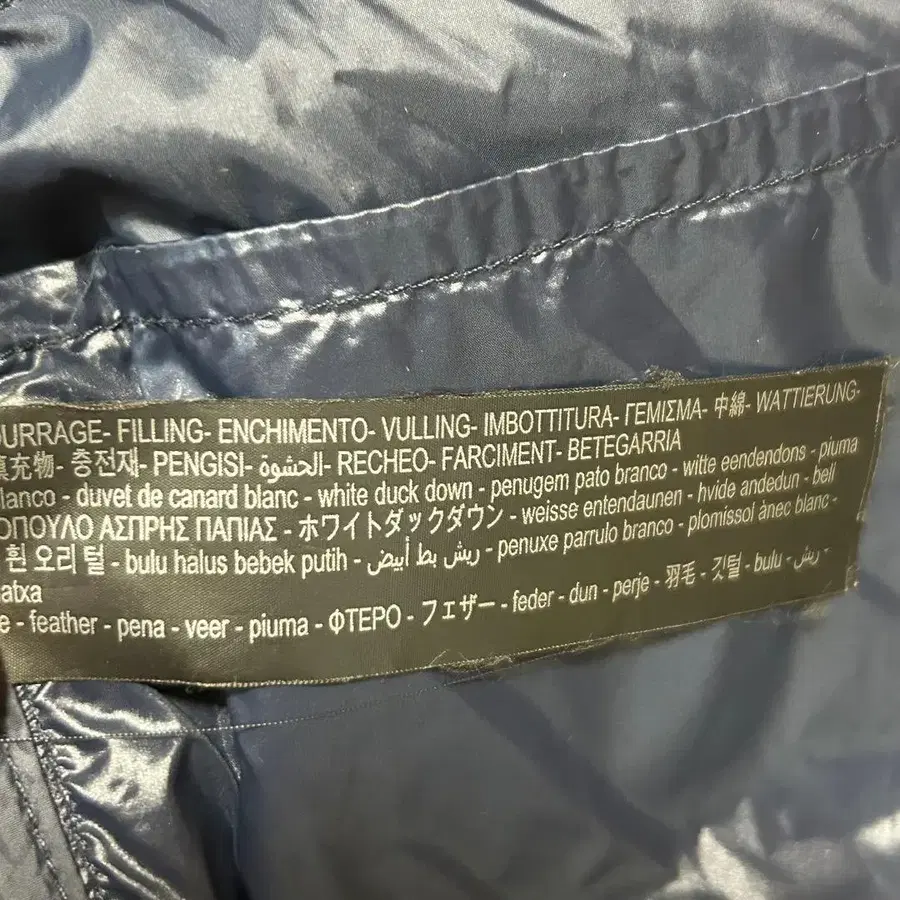 OURRAGE- FILLING- ENCHIMENTO- VULLING- IMBOTTITURA- ΓΕΜΙΣΜΑ- 中綿- WATTIERUNG-
填充物- 충전재- PENGISI- الحشوة- RECHEO- FARCIMENT- BETEGARRIA
lanco - duvet de canard blanc - white duck down - penugem pato branco - witte eendendons - piuma
ΟΠΟΥΛΟ ΑΣΠΡΗΣ ΠΑΠΙΑΣ - ホワイトダックダウン - weisse entendaunen - hvide andedun - bell
흰 오리 털 - bulu halus bebek putih - ريش بط أبيض - penuxe parrulo branco - plomissol ànec blanc -
atxa
e - feather - pena - veer - piuma - ΦΤΕΡΟ - フェザー - feder - dun - perje - 羽毛 - 깃털 - bulu - ريش -